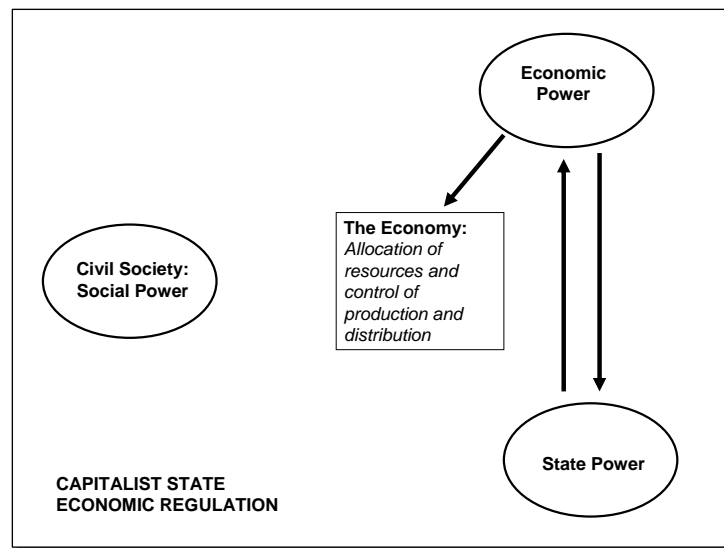 Economic
Power
The Economy:
Allocation of
resources and
control of
production and
distribution
Civil Society:
Social Power
State Power
CAPITALIST STATE
ECONOMIC REGULATION